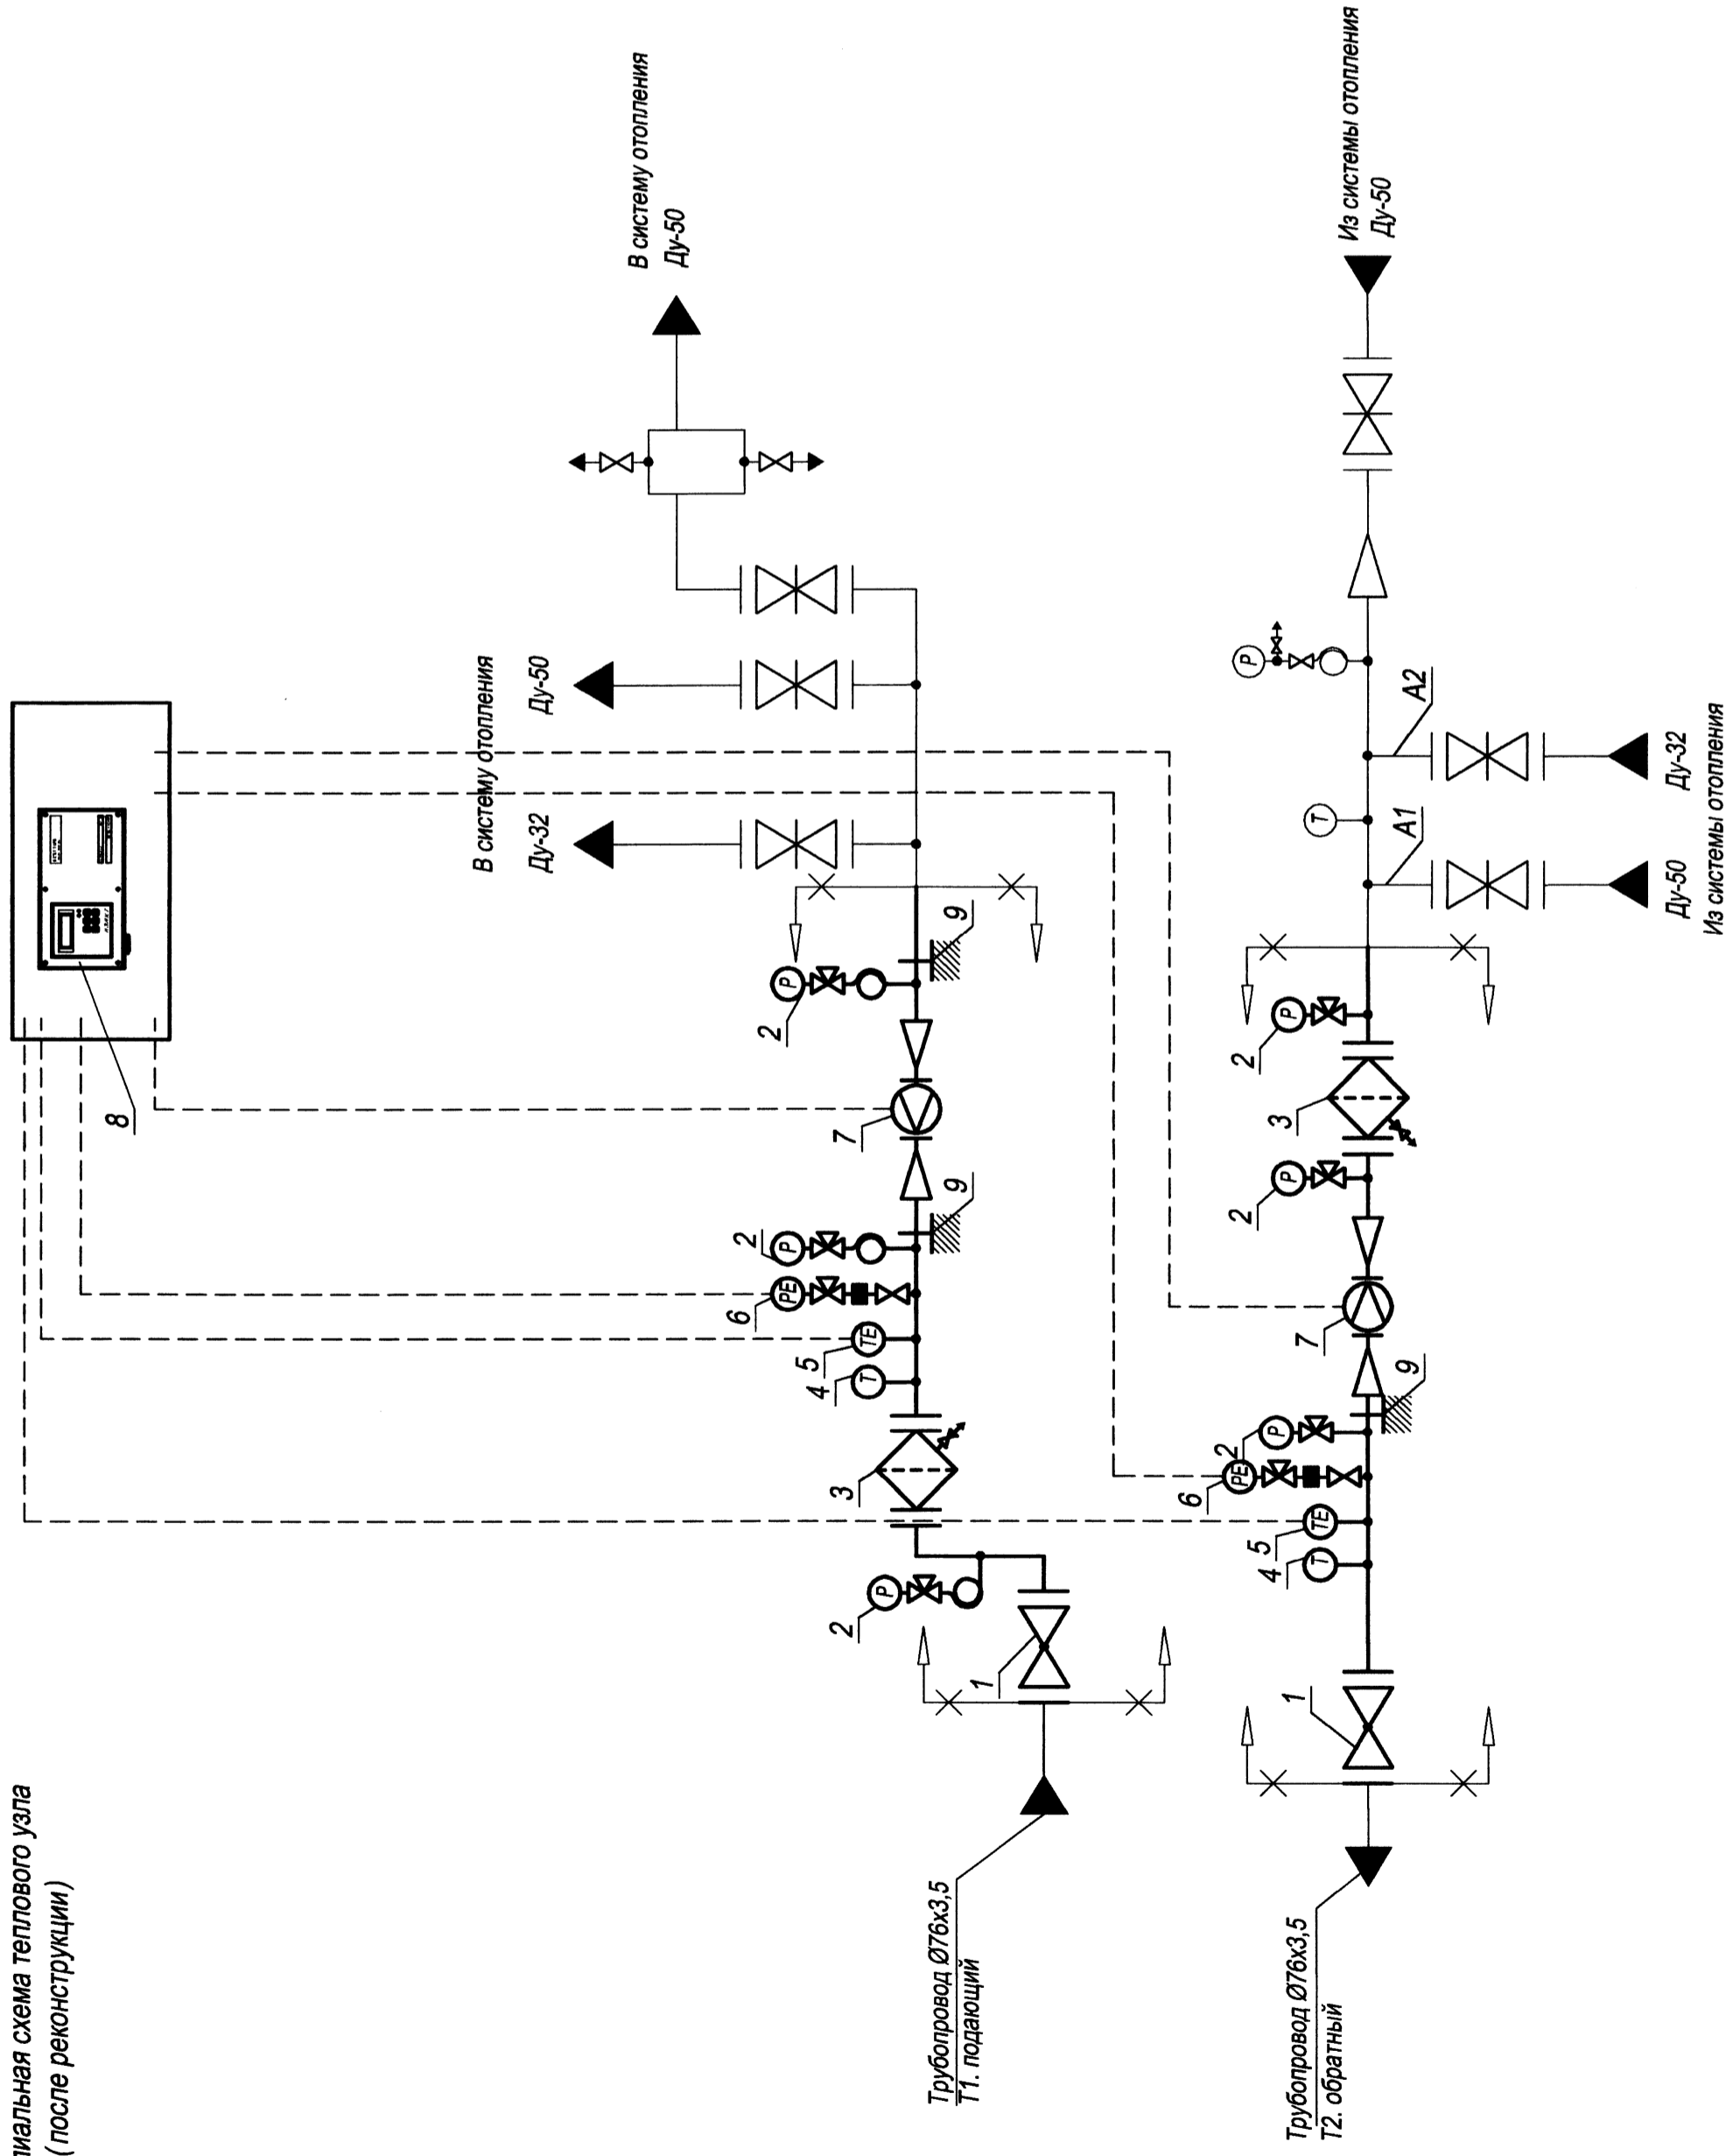 схема теплового узла
(после реконструкции)
8
В систему отопления
Ду-50
В систему отопления
Ду-32
Ду-50
Трубопровод Ø76х3,5
Т1. подающий
1
2
P
3
4
T
5
TE
6
PE
2
P
9
7
2
P
9
Трубопровод Ø76х3,5
Т2. обратный
1
4
T
5
TE
6
PE
2
P
9
7
2
P
3
2
P
А1
T
А2
P
Ду-50
Ду-32
Из системы отопления
Из системы отопления
Ду-50